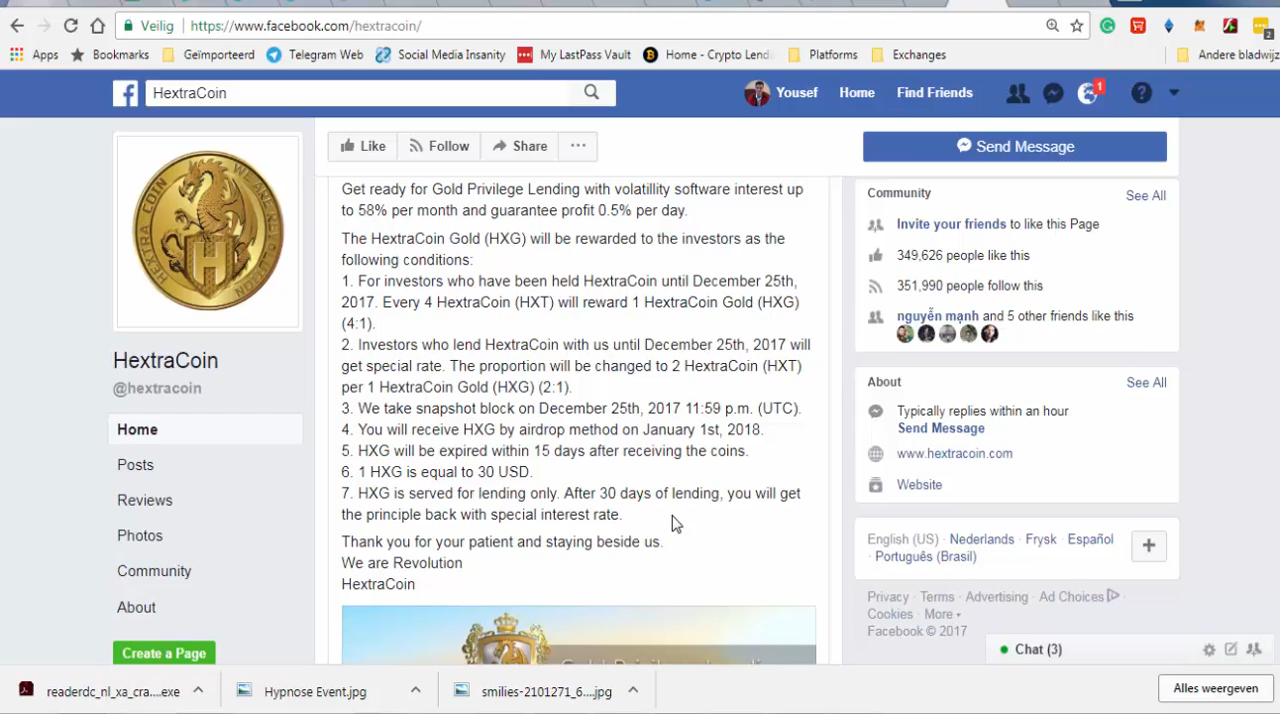 Veilig
https://www.facebook.com/hextracoin/
2
Apps
Bookmarks
Geïmporteerd
Telegram Web
Social Media Insanity
My LastPass Vault
Home - Crypto Lendi
Platforms
Exchanges
Andere bladwijz
HextraCoin
Yousef
Home
Find Friends
1
HEXTRA COIN
WE ARE REVOLUTION
H
HextraCoin
@hextracoin
Home
Posts
Reviews
Photos
Community
About
Create a Page
Like
Follow
Share
Send Message
Get ready for Gold Privilege Lending with volatillity software interest up
to 58% per month and guarantee profit 0.5% per day.
The HextraCoin Gold (HXG) will be rewarded to the investors as the
following conditions:
1. For investors who have been held HextraCoin until December 25th,
2017. Every 4 HextraCoin (HXT) will reward 1 HextraCoin Gold (HXG)
(4:1).
2. Investors who lend HextraCoin with us until December 25th, 2017 will
get special rate. The proportion will be changed to 2 HextraCoin (HXT)
per 1 HextraCoin Gold (HXG) (2:1).
3. We take snapshot block on December 25th, 2017 11:59 p.m. (UTC).
4. You will receive HXG by airdrop method on January 1st, 2018.
5. HXG will be expired within 15 days after receiving the coins.
6. 1 HXG is equal to 30 USD.
7. HXG is served for lending only. After 30 days of lending, you will get
the principle back with special interest rate.
Thank you for your patient and staying beside us.
We are Revolution
HextraCoin
Community
See All
Invite your friends to like this Page
349,626 people like this
351,990 people follow this
nguyễn mạnh and 5 other friends like this
About
See All
Typically replies within an hour
Send Message
www.hextracoin.com
Website
English (US) · Nederlands · Frysk · Español
· Português (Brasil)
Privacy · Terms · Advertising · Ad Choices ·
Cookies · More
Facebook © 2017
Chat (3)
readerdc_nl_xa_cra....exe
Hypnose Event.jpg
smilies-2101271_6....jpg
Alles weergeven